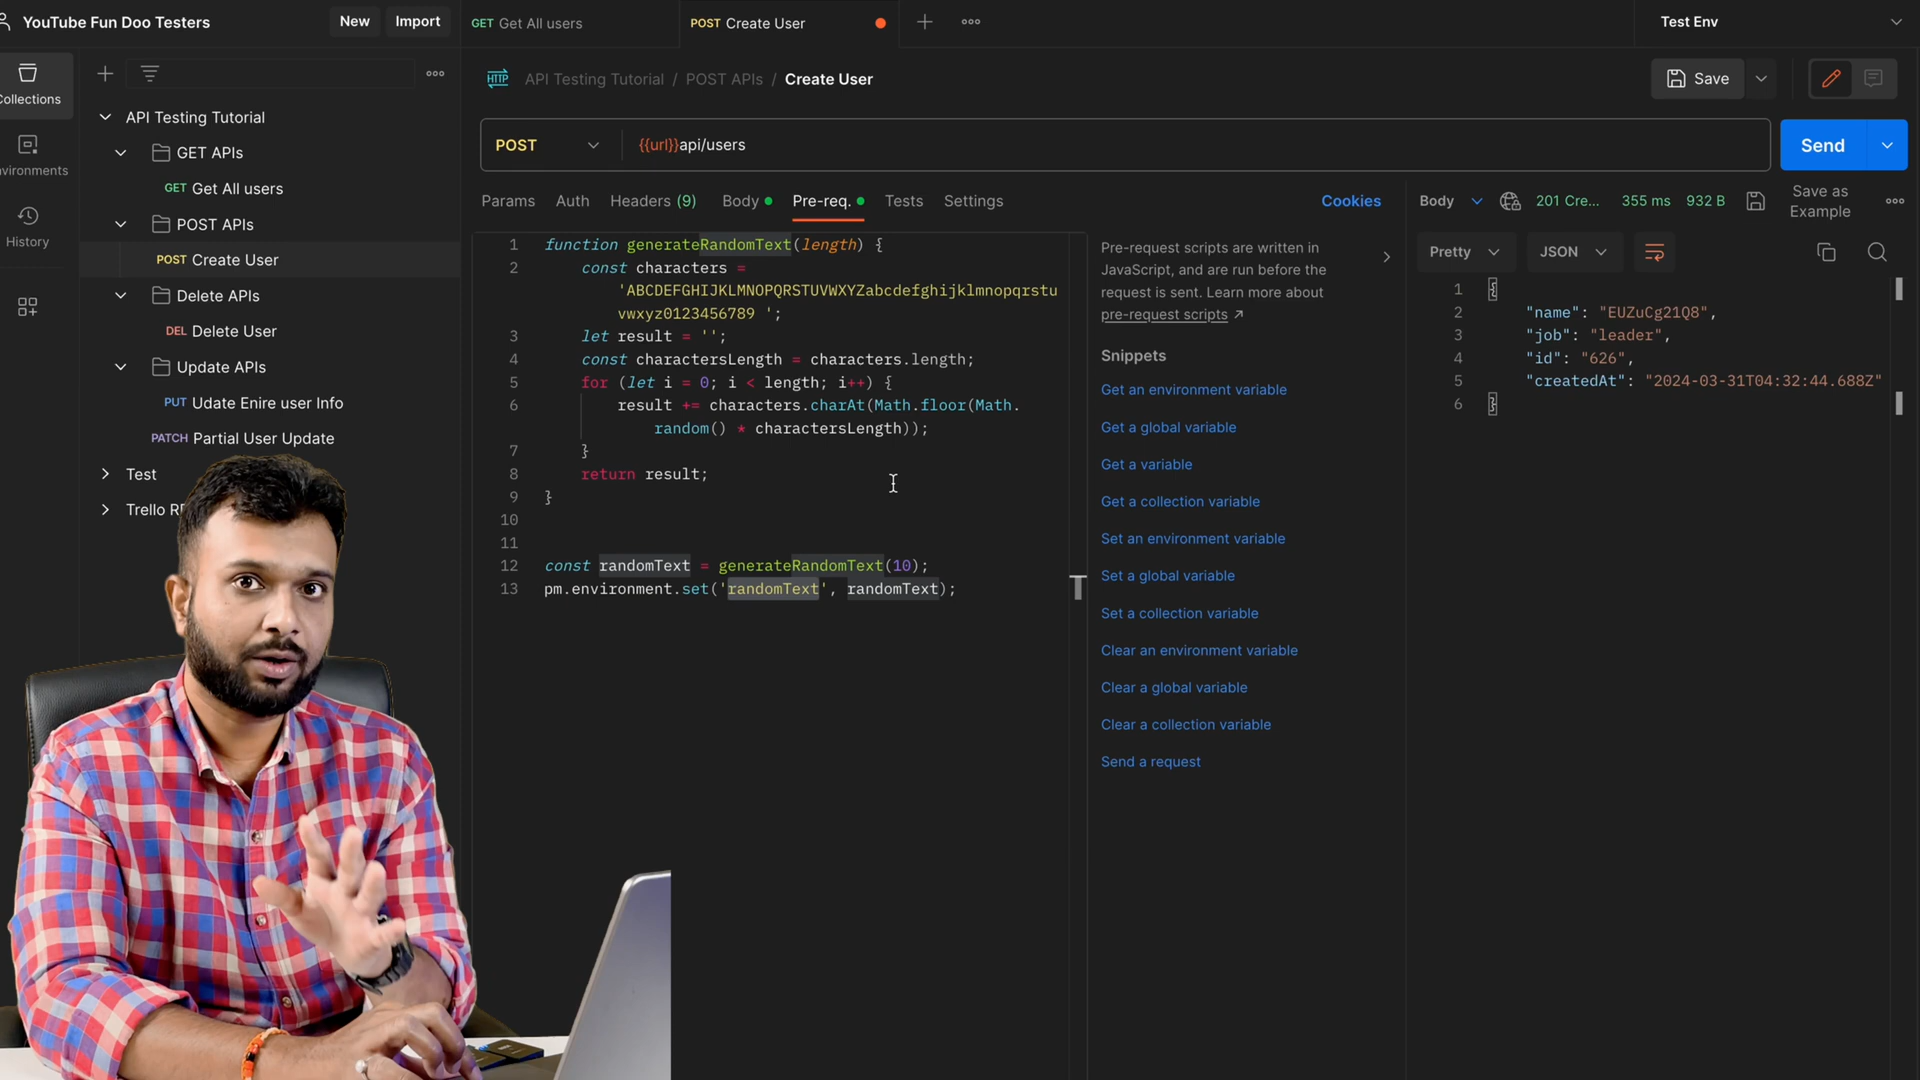 YouTube Fun Doo Testers
New
Import
GET Get All users
POST Create User
Test Env
Collections
API Testing Tutorial
GET APIs
GET Get All users
POST APIs
POST Create User
Delete APIs
DEL Delete User
Update APIs
PUT Udate Enire user Info
PATCH Partial User Update
Test
Trello
vironments
History
HTTP API Testing Tutorial / POST APIs / Create User
Save
POST {{url}}api/users
Send
Params Auth Headers (9) Body Pre-req. Tests Settings Cookies
1 function generateRandomText(length) {
2 const characters =
'ABCDEFGHIJKLMNOPQRSTUVWXYZabcdefghijklmnopqrstu
vwxyz0123456789 ';
3 let result = '';
4 const charactersLength = characters.length;
5 for (let i = 0; i < length; i++) {
6 result += characters.charAt(Math.floor(Math.
random() * charactersLength));
7 }
8 return result;
9 }
10
11
12 const randomText = generateRandomText(10);
13 pm.environment.set('randomText', randomText);
Pre-request scripts are written in
JavaScript, and are run before the
request is sent. Learn more about
pre-request scripts ↗
Snippets
Get an environment variable
Get a global variable
Get a variable
Get a collection variable
Set an environment variable
Set a global variable
Set a collection variable
Clear an environment variable
Clear a global variable
Clear a collection variable
Send a request
Body 201 Cre... 355 ms 932 B Save as
Example
Pretty JSON
1 {
2 "name": "EUZuCg21Q8",
3 "job": "leader",
4 "id": "626",
5 "createdAt": "2024-03-31T04:32:44.688Z"
6 }